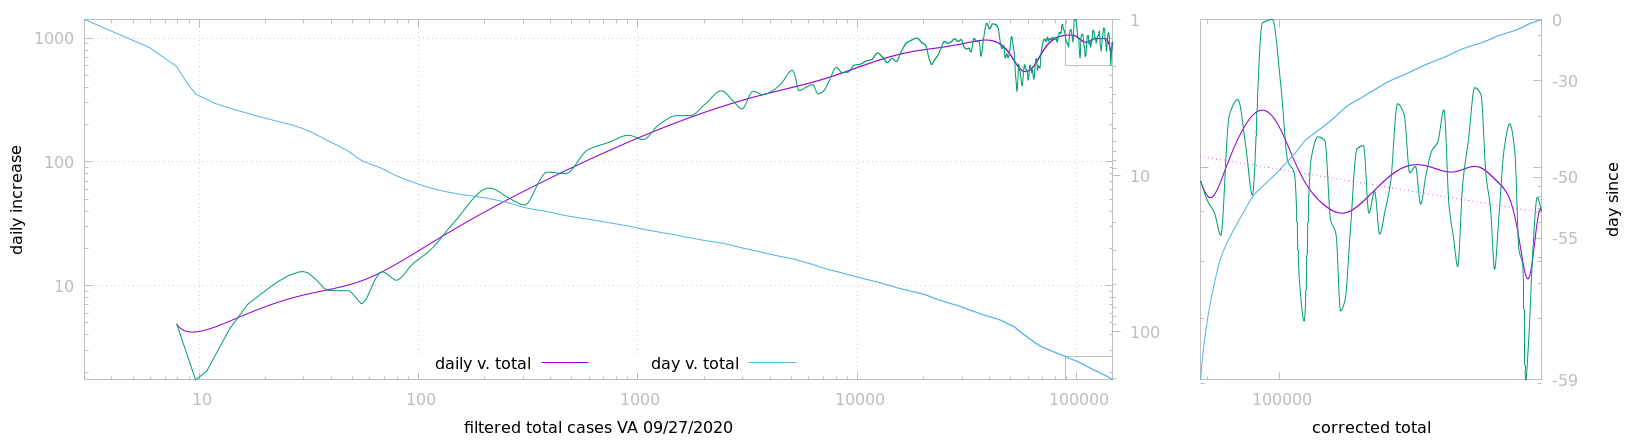 1000
100
10
daily increase
10
100
1000
10000
100000
filtered total cases VA 09/27/2020
daily v. total
day v. total
1
10
100
100000
corrected total
0
-30
-50
-55
-59
day since